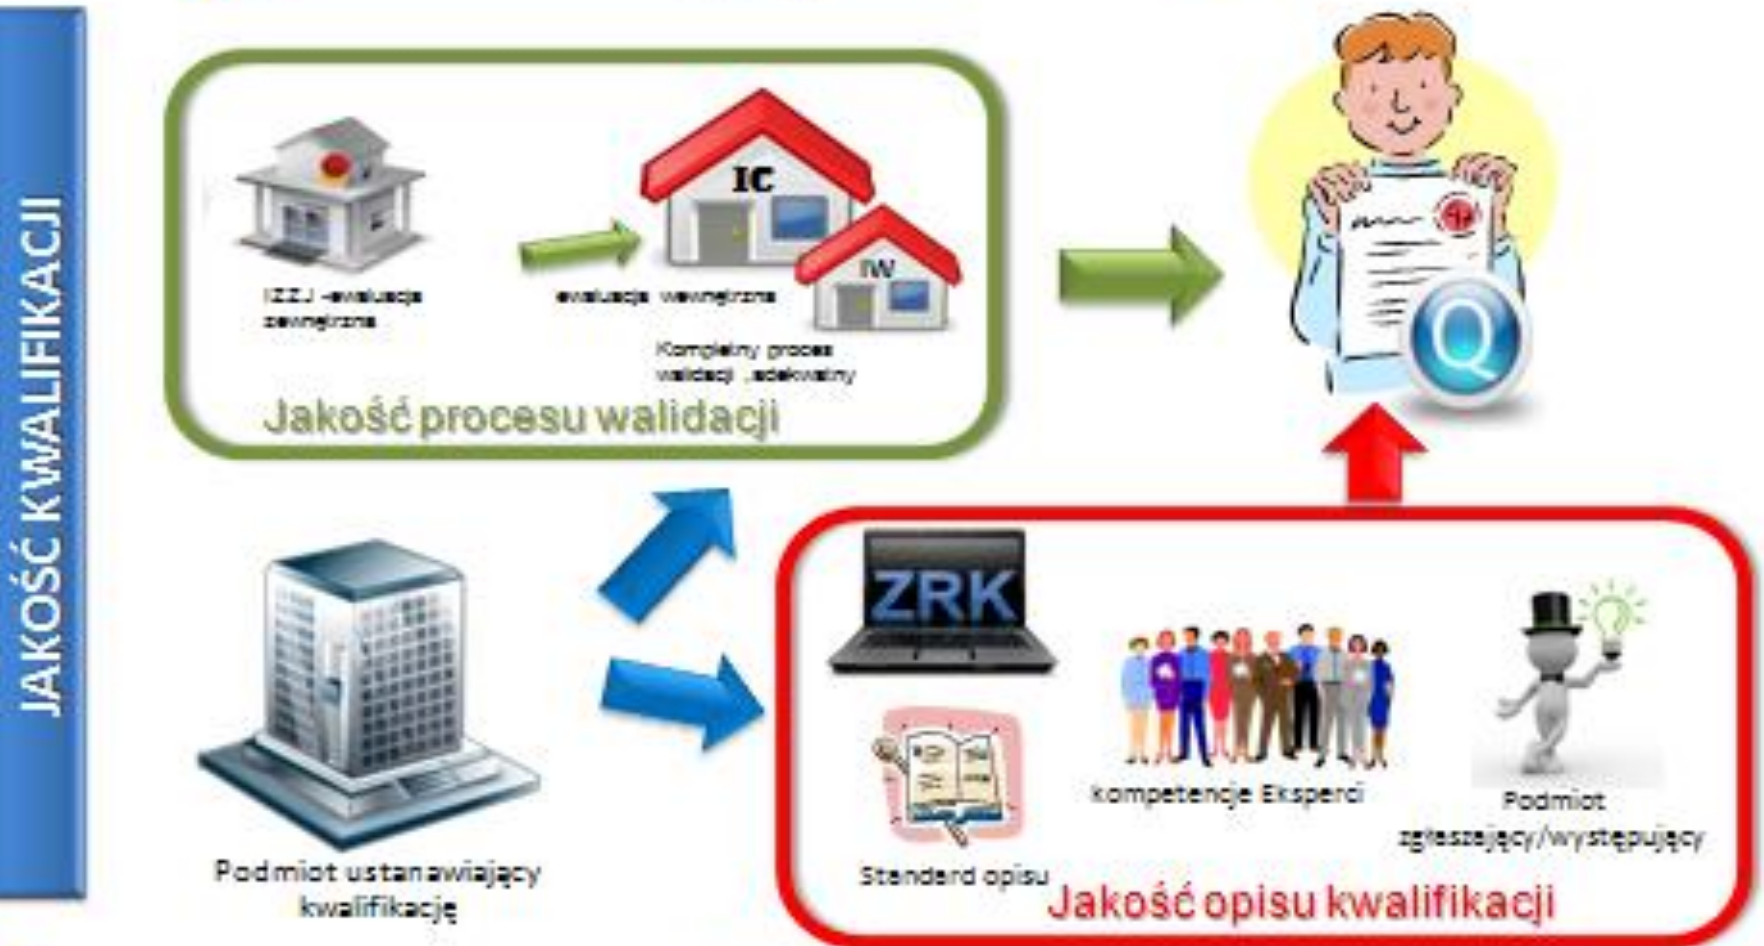 JAKOŚĆ KWALIFIKACJI
IC
IW
IZZJ -ewaluacja
zewnętrzna
ewaluacja wewnętrzna
Kompletny proces
walidacji ,adekwatny
Jakość procesu walidacji
Q
ZRK
kompetencje Eksperci
Podmiot
zgłaszający/występujący
Standard opisu
Jakość opisu kwalifikacji
Podmiot ustanawiający
kwalifikację